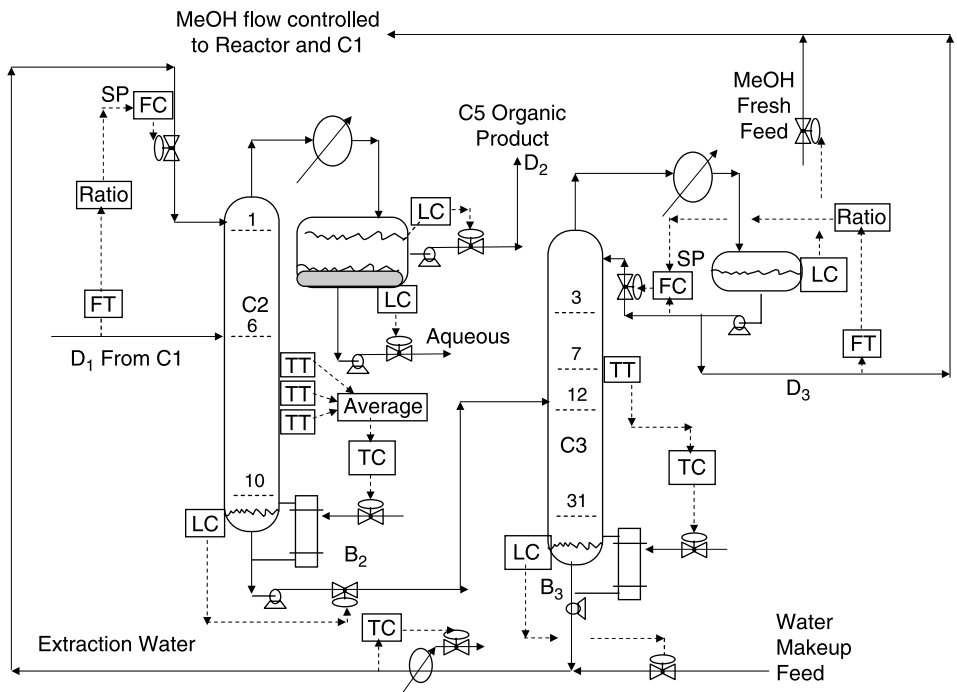 MeOH flow controlled
to Reactor and C1
SP
FC
Ratio
FT
D1 From C1
1
C2
6
10
LC
C5 Organic
Product
D2
LC
LC
Aqueous
TT
TT
TT
Average
TC
B2
MeOH
Fresh
Feed
Ratio
SP
FC
LC
FT
D3
3
7
12
C3
31
TT
TC
LC
B3
TC
Extraction Water
Water
Makeup
Feed